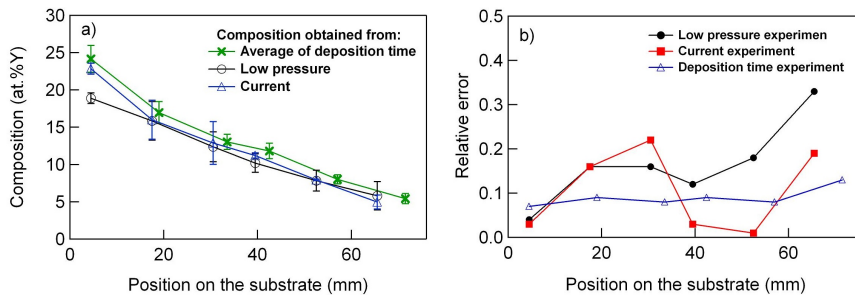 a)
Composition obtained from:
Average of deposition time
Low pressure
Current
Composition (at.%Y)
30
25
20
15
10
5
0
0 20 40 60
Position on the substrate (mm)
b)
Low pressure experimen
Current experiment
Deposition time experiment
Relative error
0.5
0.4
0.3
0.2
0.1
0.0
0 20 40 60
Position on the substrate (mm)